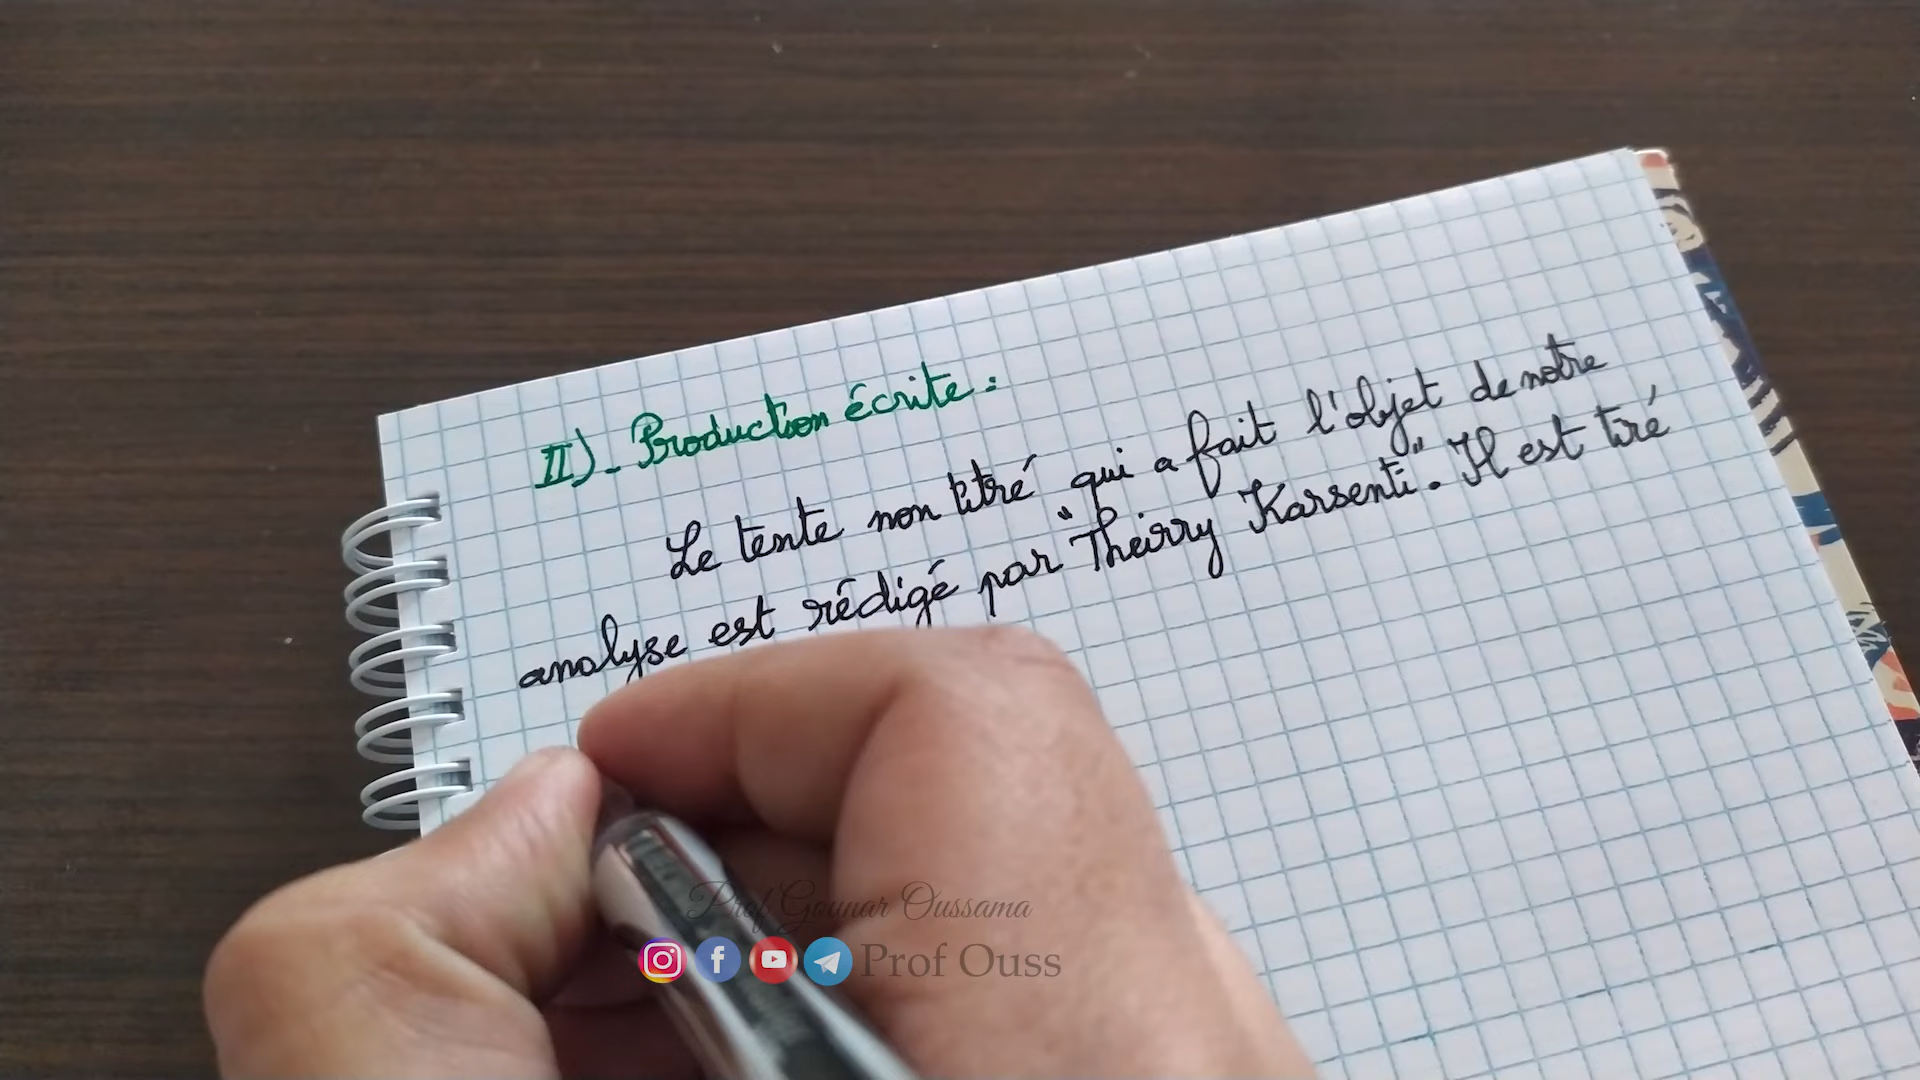 II)_ Production écrite :
Le texte non titré qui a fait l'objet de notre
analyse est rédigé par "Theirry Karsenti". Il est tiré
Prof Gounar Oussama
Prof Ouss